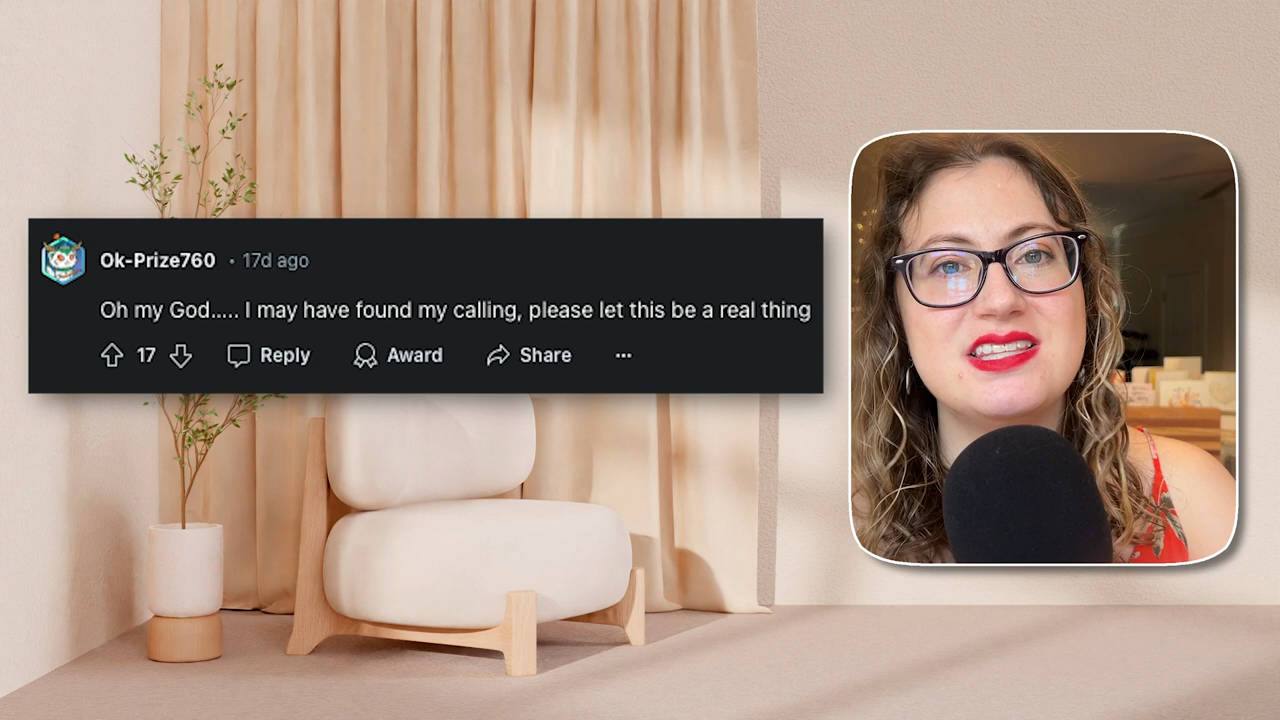 Ok-Prize760 • 17d ago
Oh my God..... I may have found my calling, please let this be a real thing
17 Reply Award Share ...